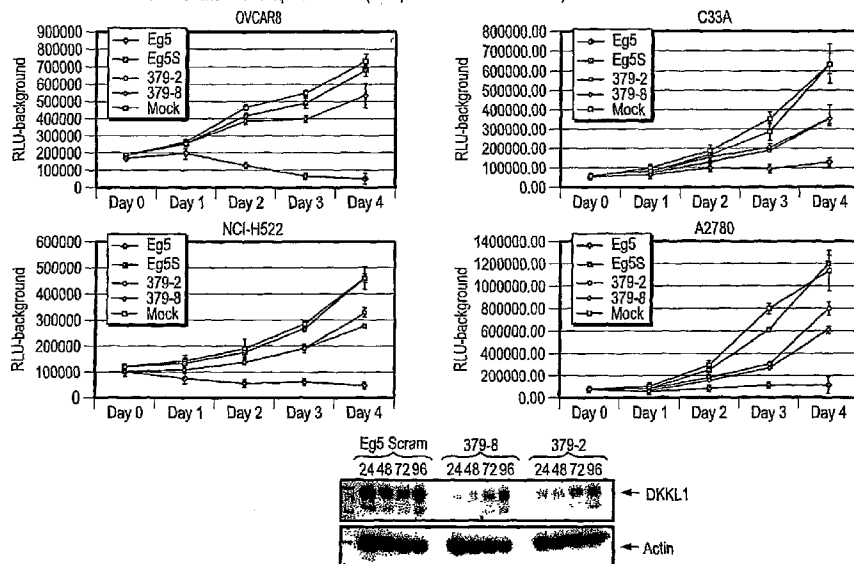 OVCAR8
RLU-background
900000
800000
700000
600000
500000
400000
300000
200000
100000
0
Eg5
Eg5S
379-2
379-8
Mock
Day 0 Day 1 Day 2 Day 3 Day 4
C33A
RLU-background
800000.00
700000.00
600000.00
500000.00
400000.00
300000.00
200000.00
100000.00
0.00
Eg5
Eg5S
379-2
379-8
Mock
Day 0 Day 1 Day 2 Day 3 Day 4
NCI-H522
RLU-background
600000
500000
400000
300000
200000
100000
0
Eg5
Eg5S
379-2
379-8
Mock
Day 0 Day 1 Day 2 Day 3 Day 4
A2780
RLU-background
1400000.00
1200000.00
1000000.00
800000.00
600000.00
400000.00
200000.00
0.00
Eg5
Eg5S
379-2
379-8
Mock
Day 0 Day 1 Day 2 Day 3 Day 4
Eg5 Scram 379-8 379-2
24 48 72 96 24 48 72 96 24 48 72 96
DKKL1
Actin